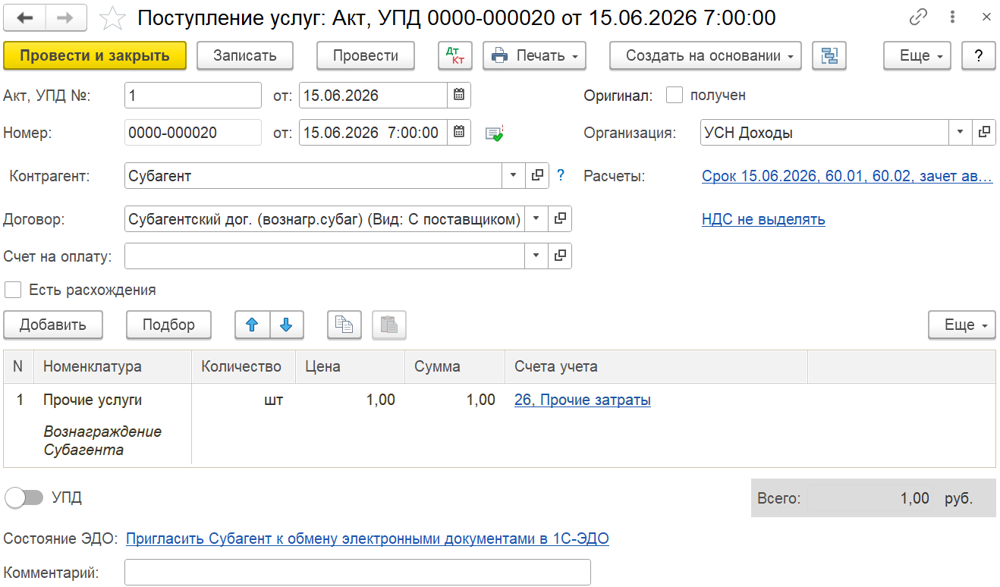 Поступление услуг: Акт, УПД 0000-000020 от 15.06.2026 7:00:00
Провести и закрыть Записать Провести Дт Кт Печать Создать на основании Еще ?
Акт, УПД №: 1 от: 15.06.2026 Оригинал: получен
Номер: 0000-000020 от: 15.06.2026 7:00:00 Организация: УСН Доходы
Контрагент: Субагент ? Расчеты: Срок 15.06.2026, 60.01, 60.02, зачет ав...
Договор: Субагентский дог. (вознагр.субаг) (Вид: С поставщиком) НДС не выделять
Счет на оплату:
Есть расхождения
Добавить Подбор Еще
N Номенклатура Количество Цена Сумма Счета учета
1 Прочие услуги шт 1,00 1,00 26, Прочие затраты
Вознаграждение
Субагента
УПД Всего: 1,00 руб.
Состояние ЭДО: Пригласить Субагент к обмену электронными документами в 1С-ЭДО
Комментарий: